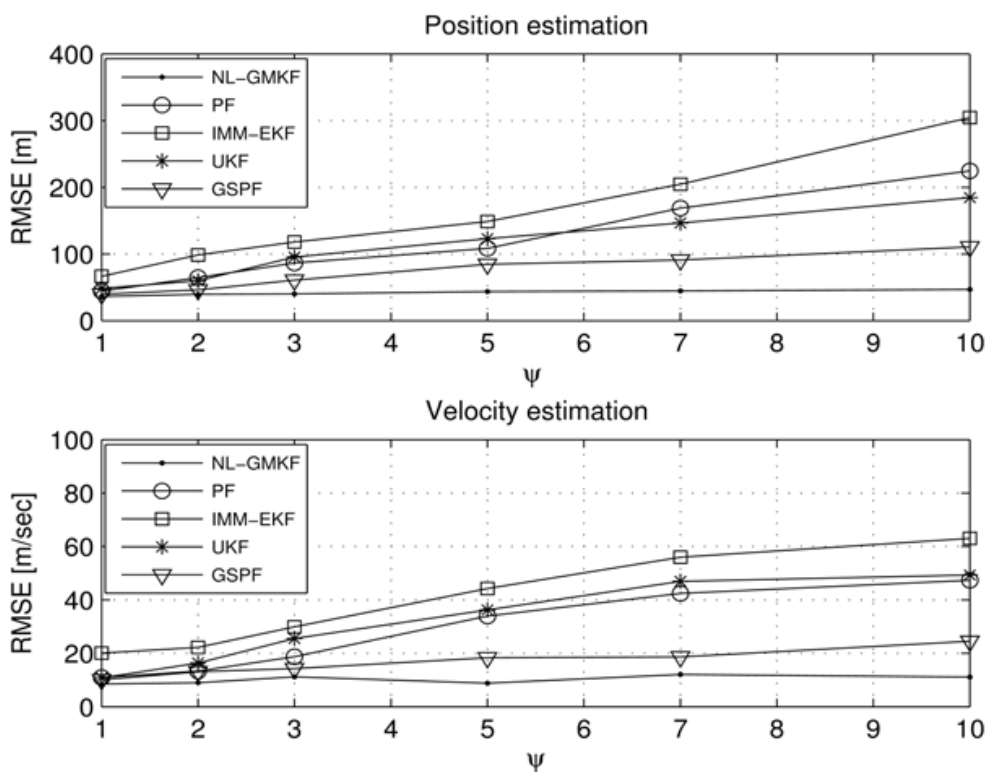 Position estimation
RMSE [m]
400
300
200
100
0
NL-GMKF
PF
IMM-EKF
UKF
GSPF
1 2 3 4 5 6 7 8 9 10
ψ
Velocity estimation
RMSE [m/sec]
100
80
60
40
20
0
NL-GMKF
PF
IMM-EKF
UKF
GSPF
1 2 3 4 5 6 7 8 9 10
ψ